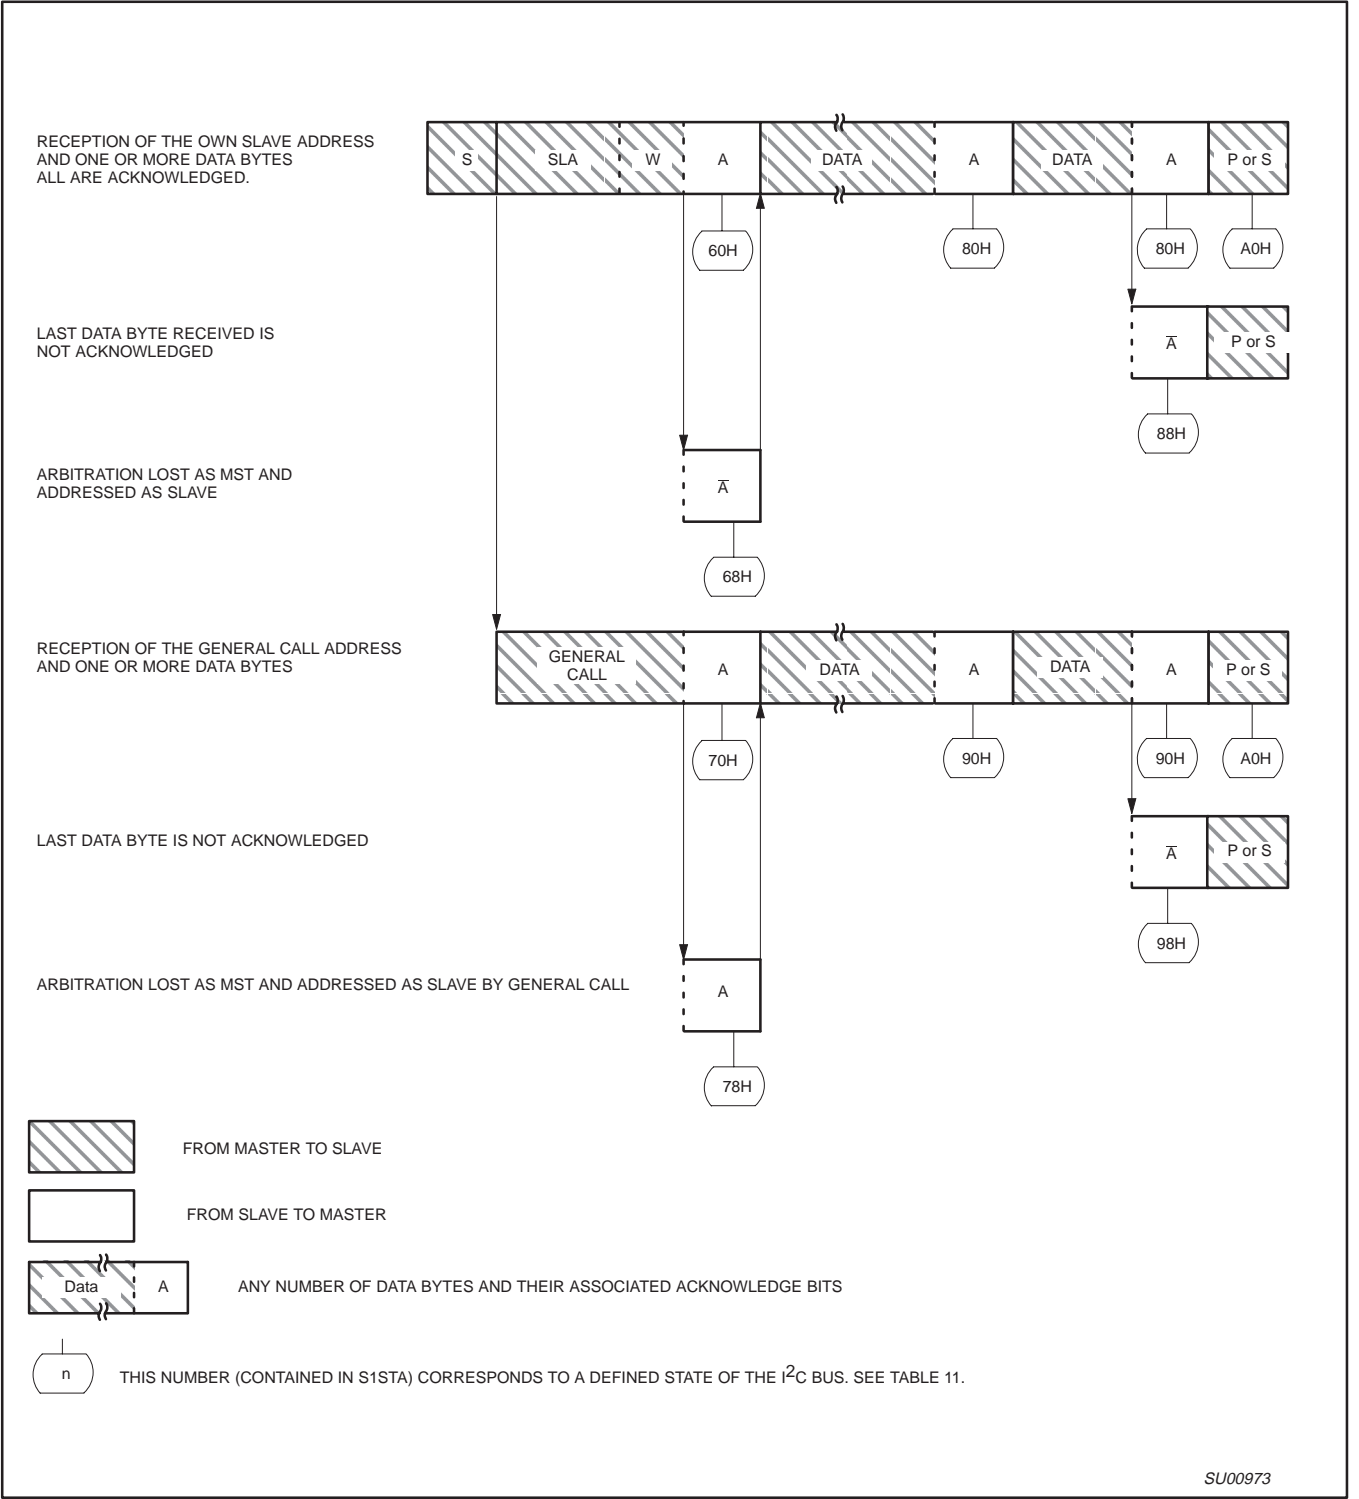 RECEPTION OF THE OWN SLAVE ADDRESS
AND ONE OR MORE DATA BYTES
ALL ARE ACKNOWLEDGED.
S SLA W A DATA A DATA A P or S
60H 80H 80H A0H
LAST DATA BYTE RECEIVED IS
NOT ACKNOWLEDGED
A̅ P or S
88H
ARBITRATION LOST AS MST AND
ADDRESSED AS SLAVE
A̅
68H
RECEPTION OF THE GENERAL CALL ADDRESS
AND ONE OR MORE DATA BYTES
GENERAL
CALL
A DATA A DATA A P or S
70H 90H 90H A0H
LAST DATA BYTE IS NOT ACKNOWLEDGED
A̅ P or S
98H
ARBITRATION LOST AS MST AND ADDRESSED AS SLAVE BY GENERAL CALL
A
78H
FROM MASTER TO SLAVE
FROM SLAVE TO MASTER
Data A ANY NUMBER OF DATA BYTES AND THEIR ASSOCIATED ACKNOWLEDGE BITS
n THIS NUMBER (CONTAINED IN S1STA) CORRESPONDS TO A DEFINED STATE OF THE I²C BUS. SEE TABLE 11.
SU00973